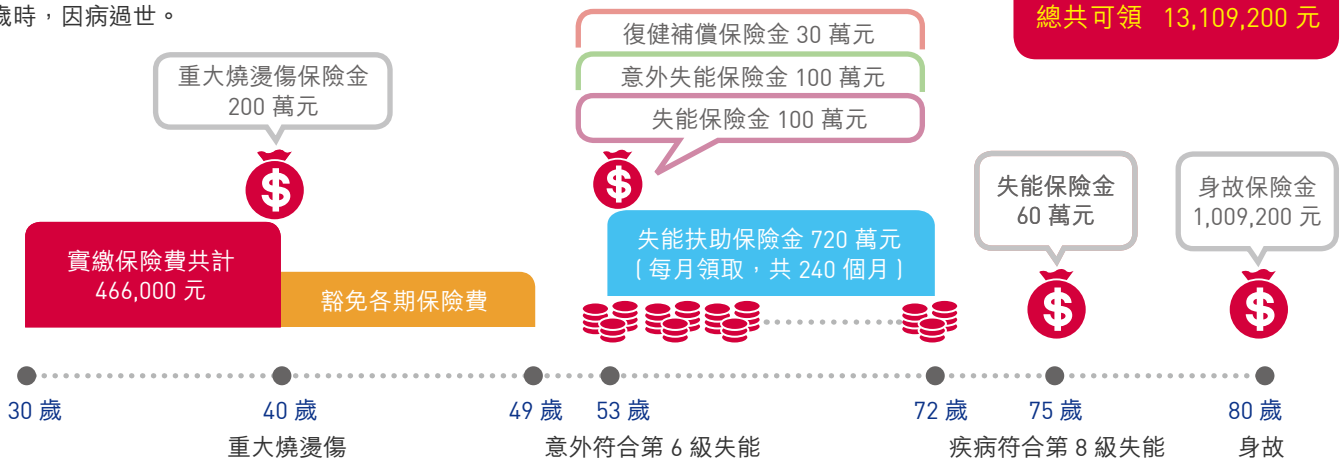 歲時，因病過世。
總共可領 13,109,200 元
復健補償保險金 30 萬元
意外失能保險金 100 萬元
失能保險金 100 萬元
重大燒燙傷保險金
200 萬元
失能保險金
60 萬元
身故保險金
1,009,200 元
實繳保險費共計
466,000 元
豁免各期保險費
失能扶助保險金 720 萬元
（每月領取，共 240 個月）
30 歲
40 歲
49 歲
53 歲
72 歲
75 歲
80 歲
重大燒燙傷
意外符合第 6 級失能
疾病符合第 8 級失能
身故